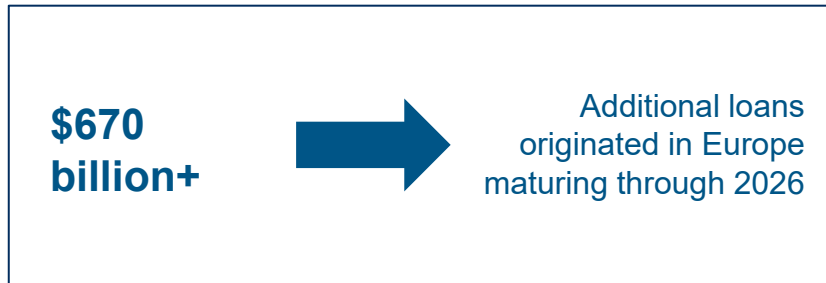 $670
billion+
Additional loans
originated in Europe
maturing through 2026